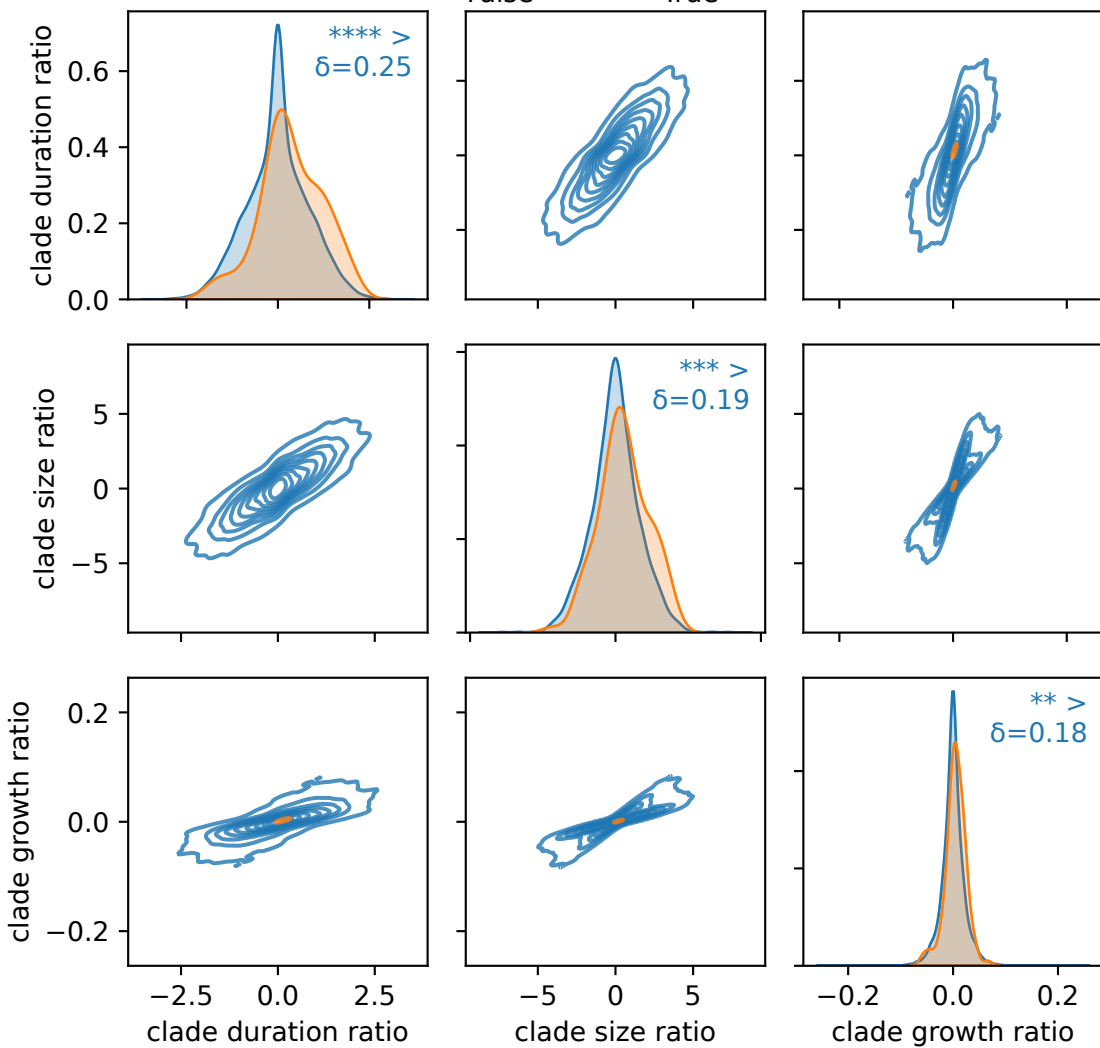 clade duration ratio
0.6
0.4
0.2
0.0
**** >
δ=0.25
clade size ratio
5
0
−5
*** >
δ=0.19
clade growth ratio
0.2
0.0
−0.2
** >
δ=0.18
−2.5 0.0 2.5
−5 0 5
−0.2 0.0 0.2
clade duration ratio
clade size ratio
clade growth ratio